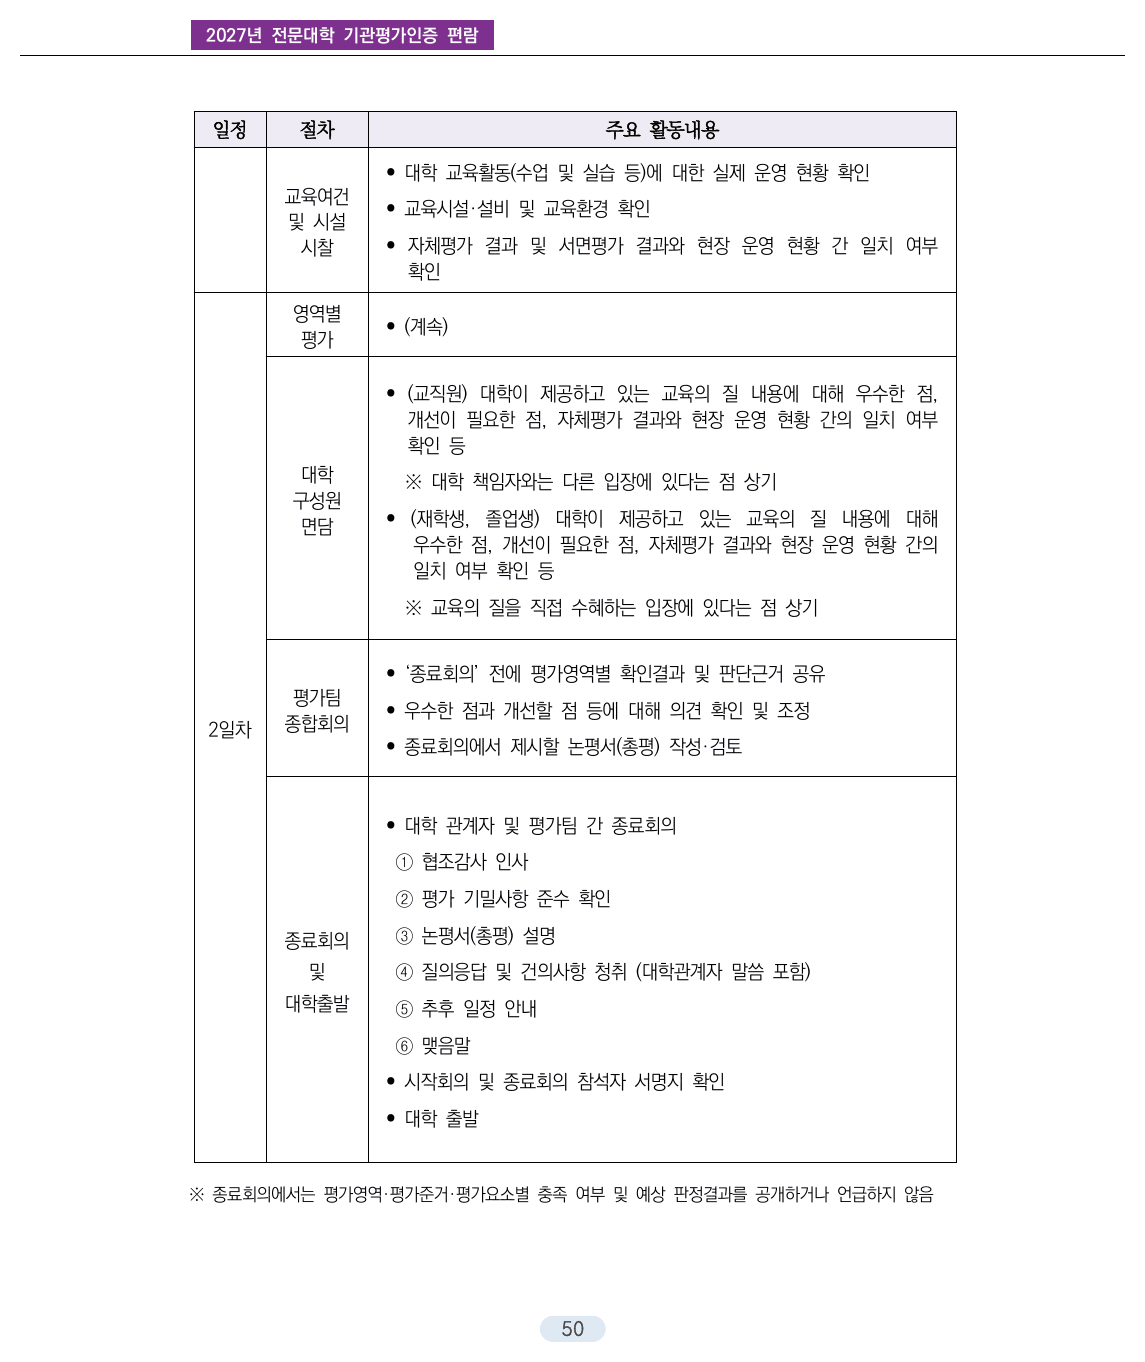 2027년 전문대학 기관평가인증 편람
일정 절차 주요 활동내용
교육여건
및 시설
시찰
● 대학 교육활동(수업 및 실습 등)에 대한 실제 운영 현황 확인
● 교육시설·설비 및 교육환경 확인
● 자체평가 결과 및 서면평가 결과와 현장 운영 현황 간 일치 여부
확인
2일차
영역별
평가
● (계속)
대학
구성원
면담
● (교직원) 대학이 제공하고 있는 교육의 질 내용에 대해 우수한 점,
개선이 필요한 점, 자체평가 결과와 현장 운영 현황 간의 일치 여부
확인 등
※ 대학 책임자와는 다른 입장에 있다는 점 상기
● (재학생, 졸업생) 대학이 제공하고 있는 교육의 질 내용에 대해
우수한 점, 개선이 필요한 점, 자체평가 결과와 현장 운영 현황 간의
일치 여부 확인 등
※ 교육의 질을 직접 수혜하는 입장에 있다는 점 상기
평가팀
종합회의
● ‘종료회의’ 전에 평가영역별 확인결과 및 판단근거 공유
● 우수한 점과 개선할 점 등에 대해 의견 확인 및 조정
● 종료회의에서 제시할 논평서(총평) 작성·검토
종료회의
및
대학출발
● 대학 관계자 및 평가팀 간 종료회의
① 협조감사 인사
② 평가 기밀사항 준수 확인
③ 논평서(총평) 설명
④ 질의응답 및 건의사항 청취 (대학관계자 말씀 포함)
⑤ 추후 일정 안내
⑥ 맺음말
● 시작회의 및 종료회의 참석자 서명지 확인
● 대학 출발
※ 종료회의에서는 평가영역·평가준거·평가요소별 충족 여부 및 예상 판정결과를 공개하거나 언급하지 않음
50